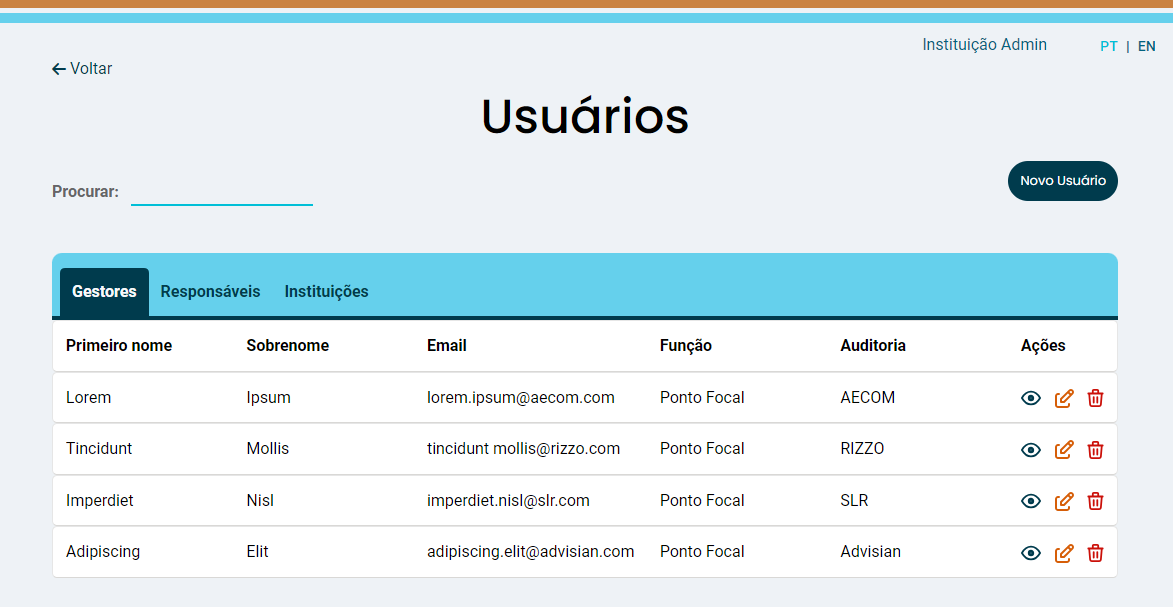 Instituição Admin
PT | EN
Voltar
Usuários
Procurar:
Novo Usuário
Gestores Responsáveis Instituições
Primeiro nome Sobrenome Email Função Auditoria Ações
Lorem Ipsum lorem.ipsum@aecom.com Ponto Focal AECOM
Tincidunt Mollis tincidunt mollis@rizzo.com Ponto Focal RIZZO
Imperdiet Nisl imperdiet.nisl@slr.com Ponto Focal SLR
Adipiscing Elit adipiscing.elit@advisian.com Ponto Focal Advisian